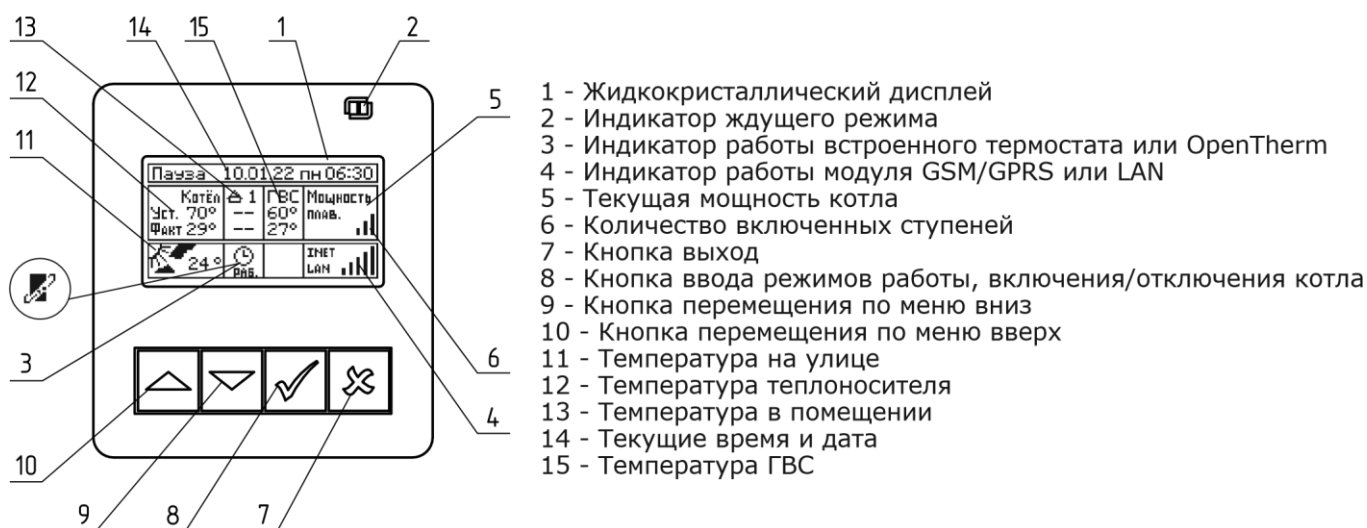 13 14 15 1 2
12
11
5
Пауза 10.01.22 пн 06:30
Котёл 1 ГВС Мощность
Уст. 70° -- 60° плав.
Факт 29° -- 27°
24° РАБ. INET
LAN
3
6
4
10
9 8 7
1 - Жидкокристаллический дисплей
2 - Индикатор ждущего режима
3 - Индикатор работы встроенного термостата или OpenTherm
4 - Индикатор работы модуля GSM/GPRS или LAN
5 - Текущая мощность котла
6 - Количество включенных ступеней
7 - Кнопка выход
8 - Кнопка ввода режимов работы, включения/отключения котла
9 - Кнопка перемещения по меню вниз
10 - Кнопка перемещения по меню вверх
11 - Температура на улице
12 - Температура теплоносителя
13 - Температура в помещении
14 - Текущие время и дата
15 - Температура ГВС